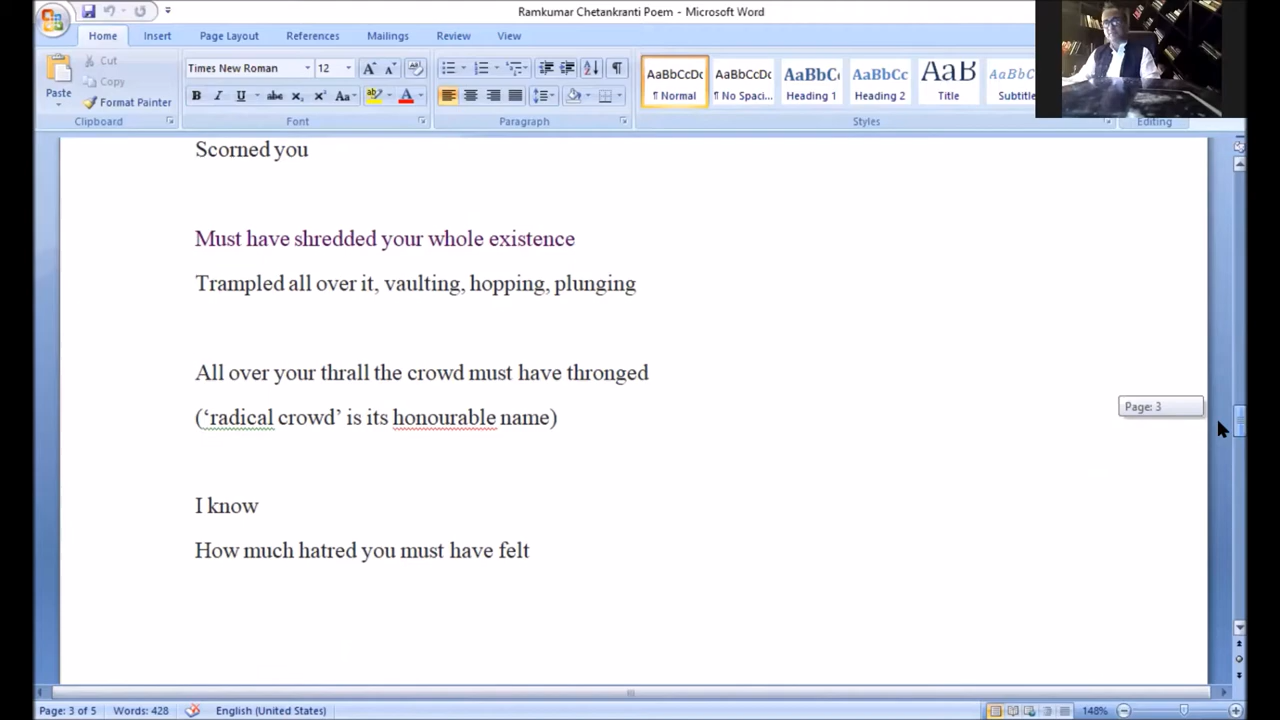 Ramkumar Chetankranti Poem - Microsoft Word
Home Insert Page Layout References Mailings Review View
Paste
Cut
Copy
Format Painter
Clipboard
Times New Roman 12
B I U abc x₂ x² Aa
Font
Paragraph
AaBbCcDc AaBbCcDc AaBbC AaBbCc AaB AaBbCc
¶ Normal ¶ No Spaci... Heading 1 Heading 2 Title Subtitle
Styles
Editing
Scorned you
Must have shredded your whole existence
Trampled all over it, vaulting, hopping, plunging
All over your thrall the crowd must have thronged
(‘radical crowd’ is its honourable name)
Page: 3
I know
How much hatred you must have felt
Page: 3 of 5 Words: 428 English (United States) 148%